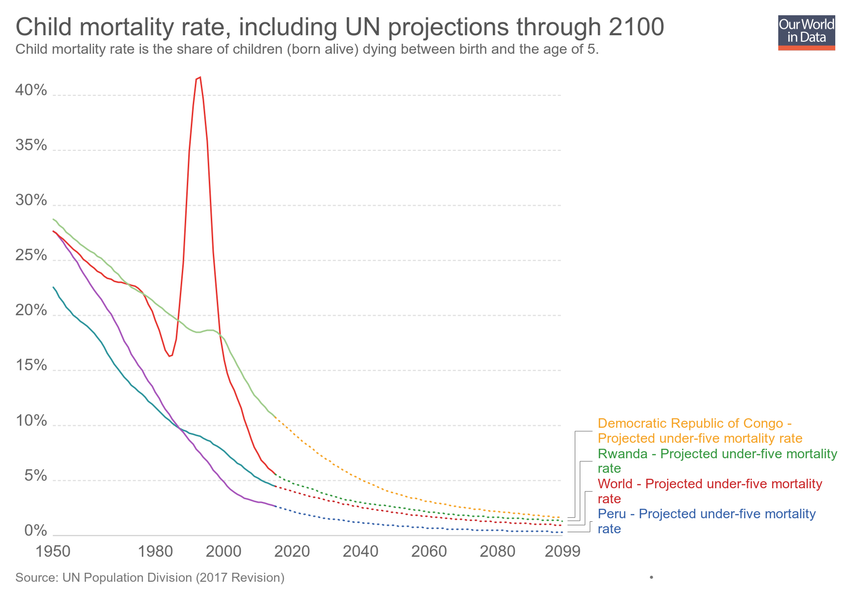 Child mortality rate, including UN projections through 2100
Child mortality rate is the share of children (born alive) dying between birth and the age of 5.
Our World
in Data
40%
35%
30%
25%
20%
15%
10%
5%
0%
1950
1980
2000
2020
2040
2060
2080
2099
Democratic Republic of Congo -
Projected under-five mortality rate
Rwanda - Projected under-five mortality
rate
World - Projected under-five mortality
rate
Peru - Projected under-five mortality
rate
Source: UN Population Division (2017 Revision)